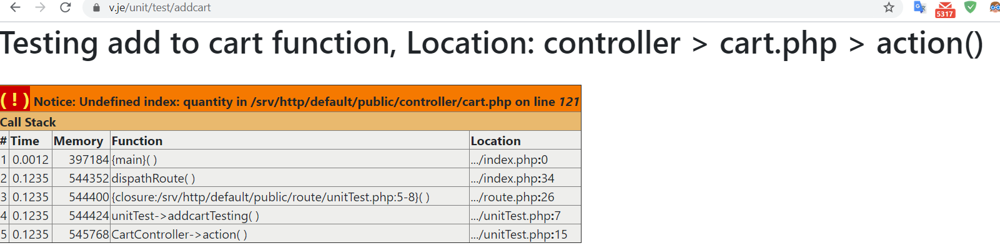 v.je/unit/test/addcart
5317
Testing add to cart function, Location: controller > cart.php > action()
( ! ) Notice: Undefined index: quantity in /srv/http/default/public/controller/cart.php on line 121
Call Stack
# Time Memory Function Location
1 0.0012 397184 {main}( ) .../index.php:0
2 0.1235 544352 dispathRoute( ) .../index.php:34
3 0.1235 544400 {closure:/srv/http/default/public/route/unitTest.php:5-8}( ) .../route.php:26
4 0.1235 544424 unitTest->addcartTesting( ) .../unitTest.php:7
5 0.1235 545768 CartController->action( ) .../unitTest.php:15